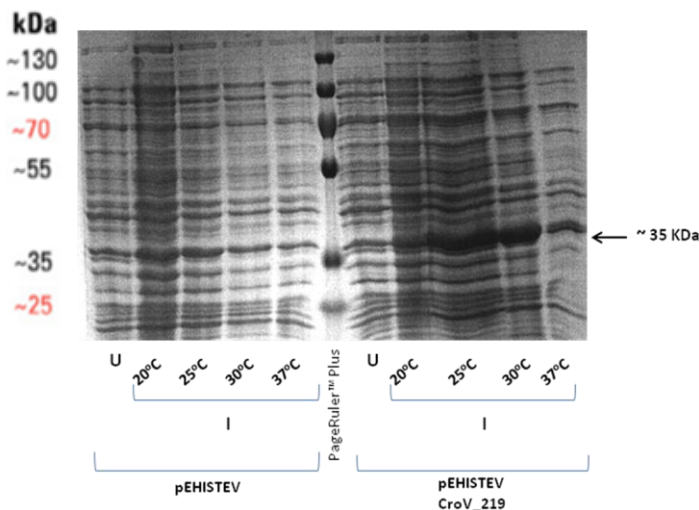 kDa
~130
~100
~70
~55
~35
~25
← ~ 35 KDa
U 20°C 25°C 30°C 37°C PageRuler™ Plus U 20°C 25°C 30°C 37°C
I I
pEHISTEV pEHISTEV
CroV_219